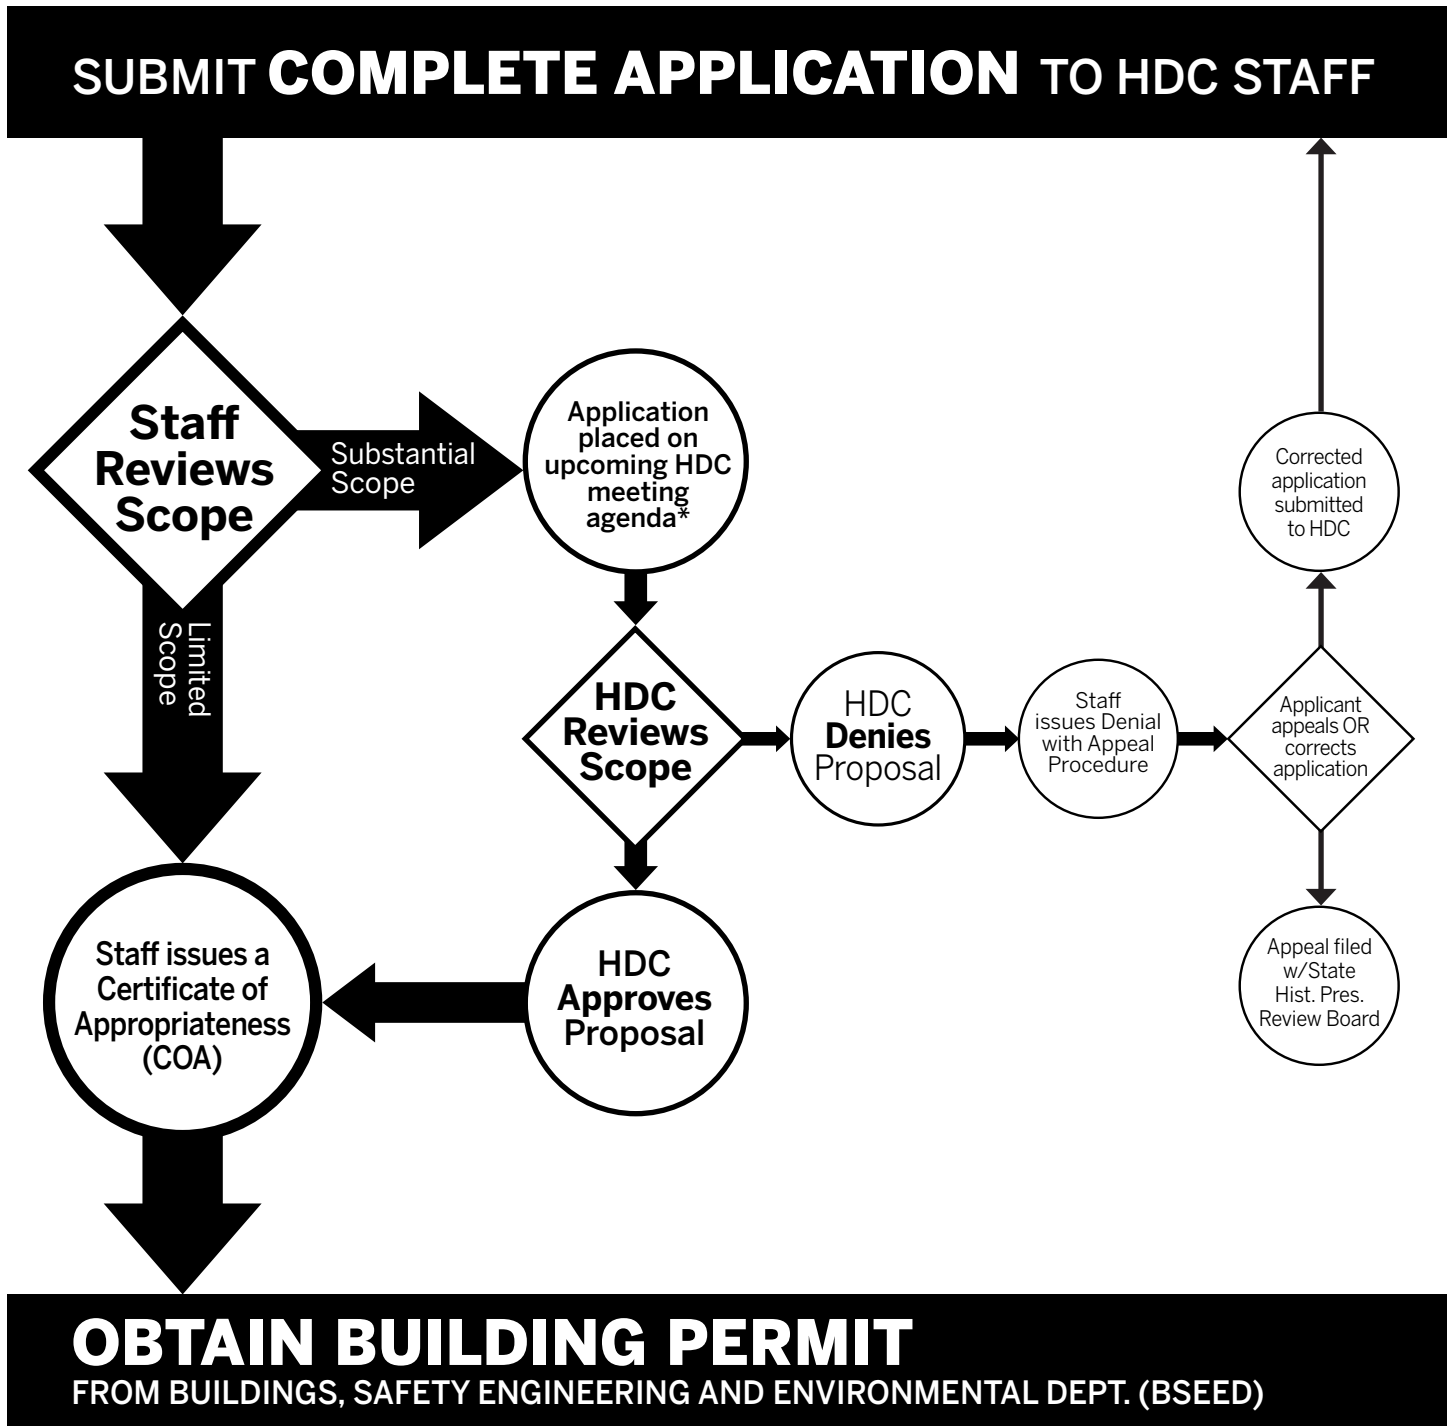 SUBMIT COMPLETE APPLICATION TO HDC STAFF
Staff
Reviews
Scope
Substantial
Scope
Application
placed on
upcoming HDC
meeting
agenda*
Corrected
application
submitted
to HDC
Limited
Scope
HDC
Reviews
Scope
HDC
Denies
Proposal
Staff
issues Denial
with Appeal
Procedure
Applicant
appeals OR
corrects
application
Staff issues a
Certificate of
Appropriateness
(COA)
HDC
Approves
Proposal
Appeal filed
w/State
Hist. Pres.
Review Board
OBTAIN BUILDING PERMIT
FROM BUILDINGS, SAFETY ENGINEERING AND ENVIRONMENTAL DEPT. (BSEED)